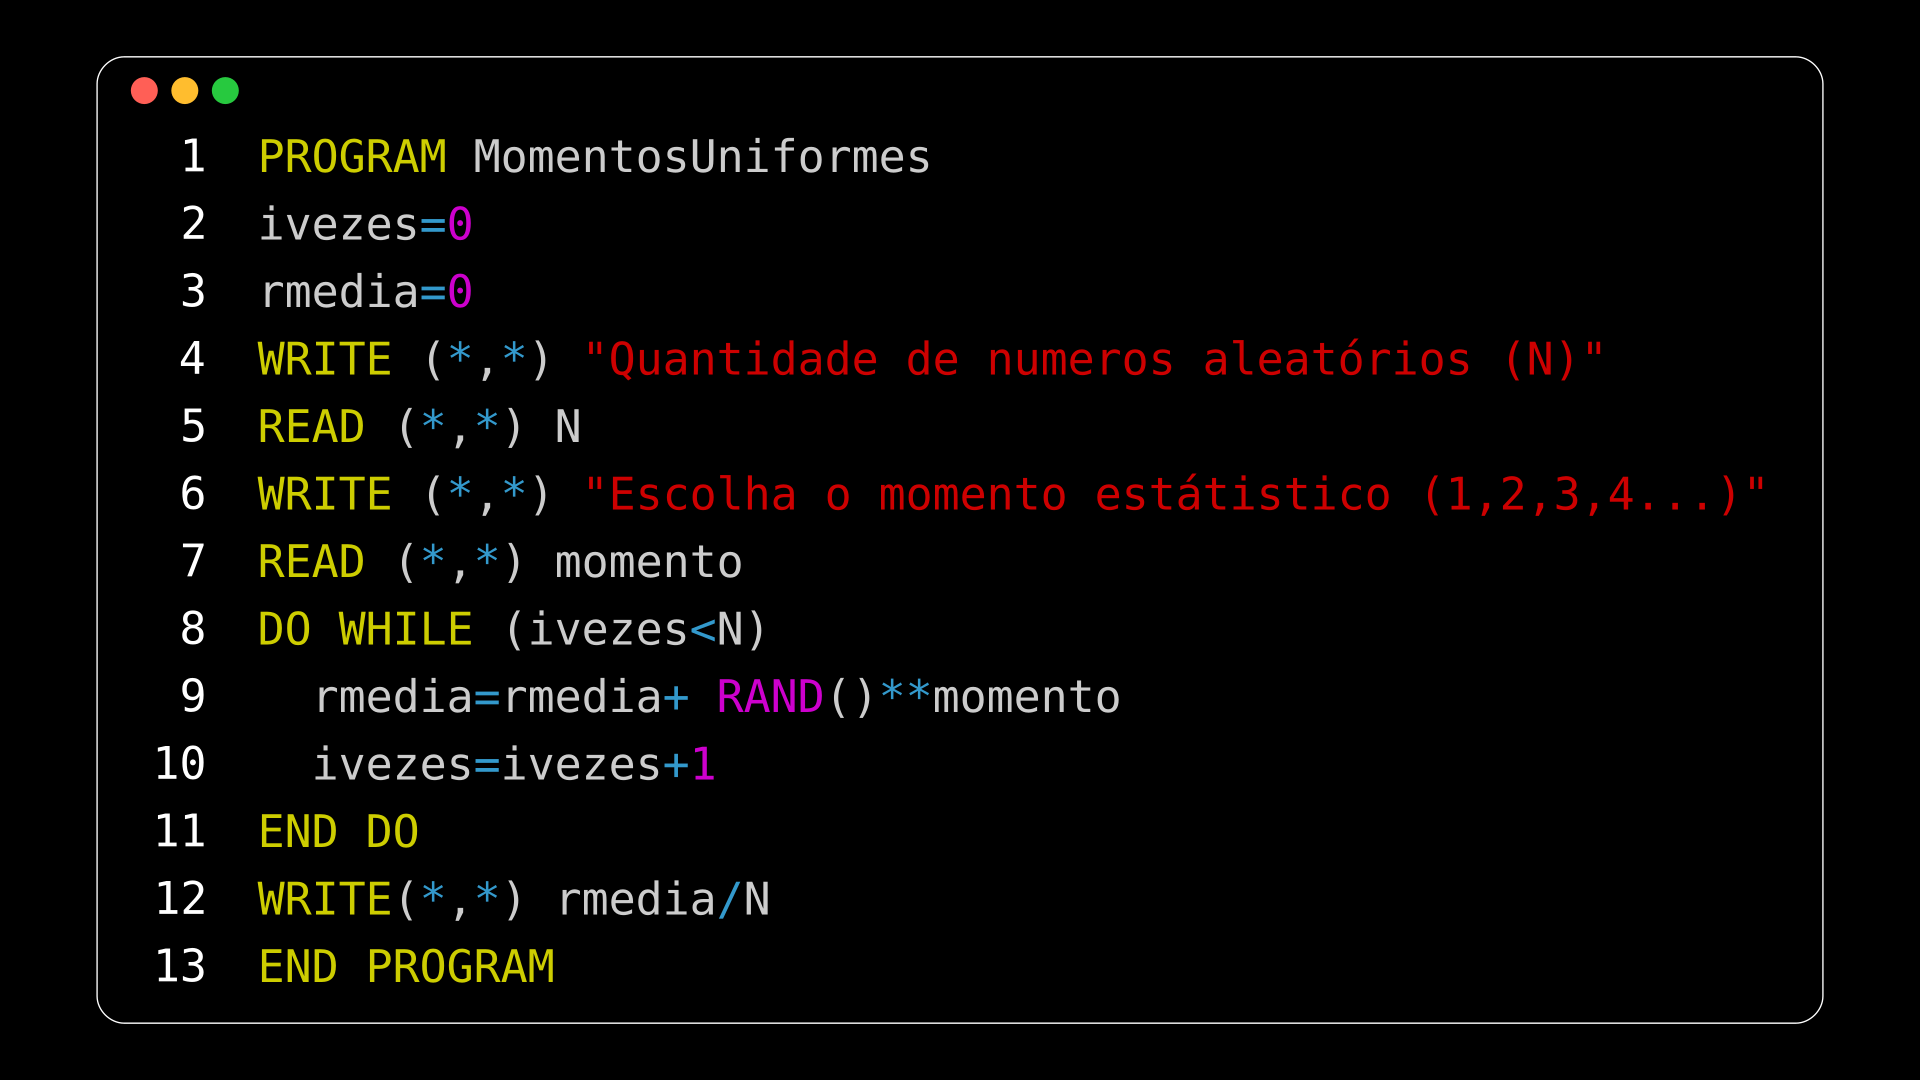 1 PROGRAM MomentosUniformes
2 ivezes=0
3 rmedia=0
4 WRITE (*,*) "Quantidade de numeros aleatórios (N)"
5 READ (*,*) N
6 WRITE (*,*) "Escolha o momento estátistico (1,2,3,4...)"
7 READ (*,*) momento
8 DO WHILE (ivezes<N)
9   rmedia=rmedia+ RAND()**momento
10   ivezes=ivezes+1
11 END DO
12 WRITE(*,*) rmedia/N
13 END PROGRAM